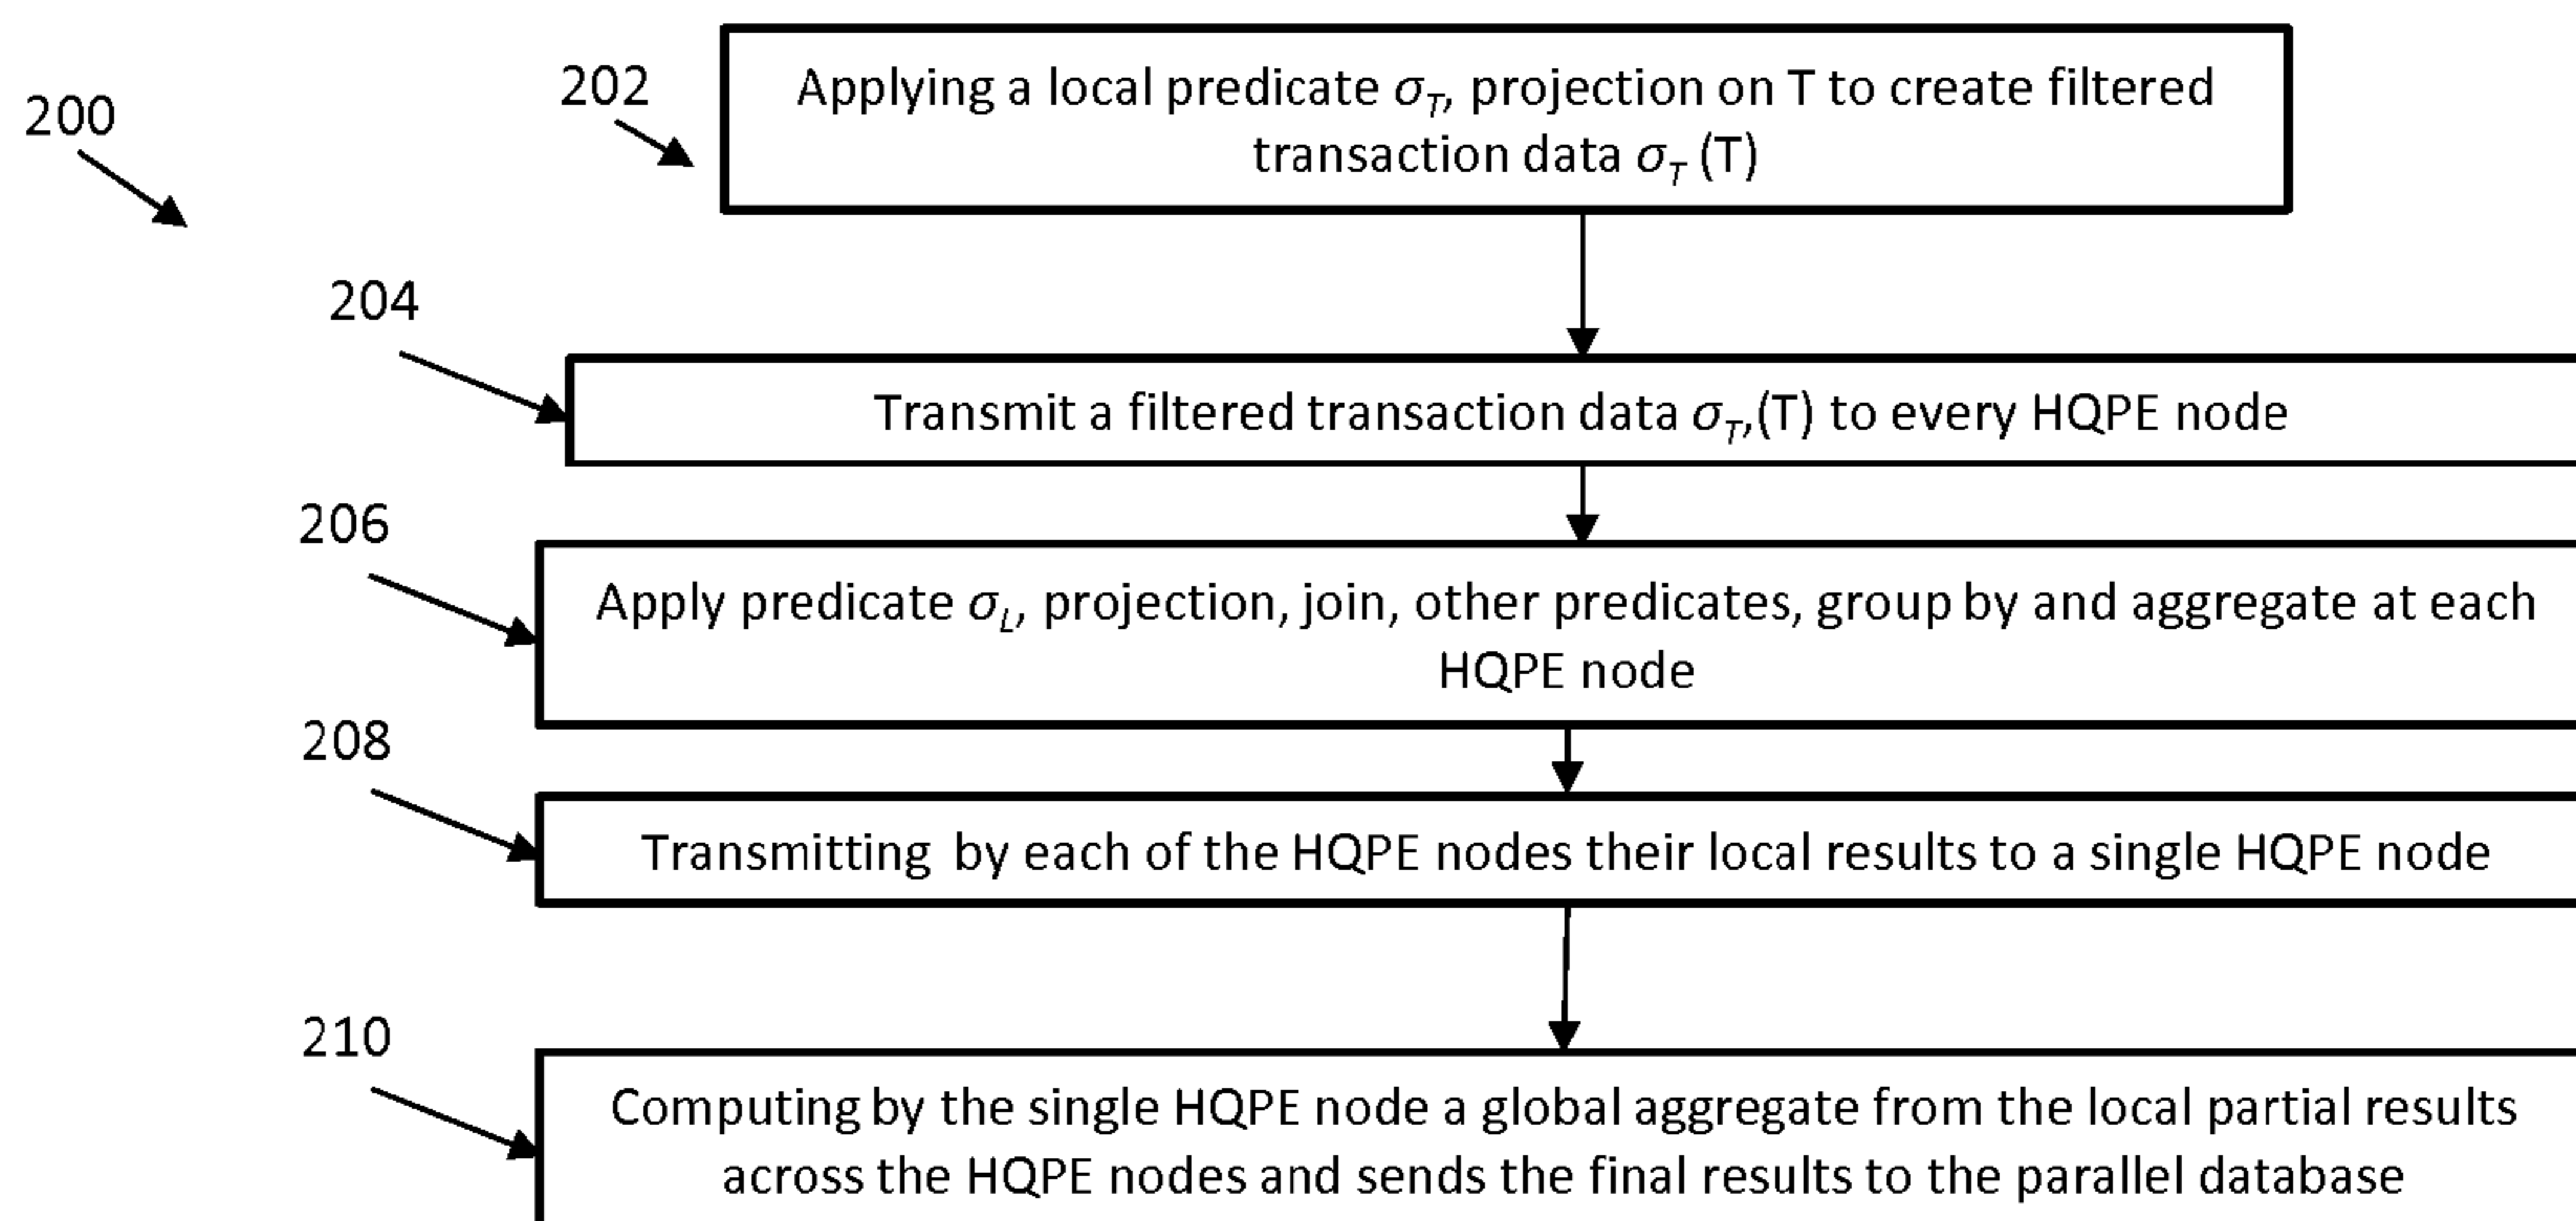 200
202
Applying a local predicate σT, projection on T to create filtered
transaction data σT (T)
204
Transmit a filtered transaction data σT,(T) to every HQPE node
206
Apply predicate σL, projection, join, other predicates, group by and aggregate at each
HQPE node
208
Transmitting by each of the HQPE nodes their local results to a single HQPE node
210
Computing by the single HQPE node a global aggregate from the local partial results
across the HQPE nodes and sends the final results to the parallel database